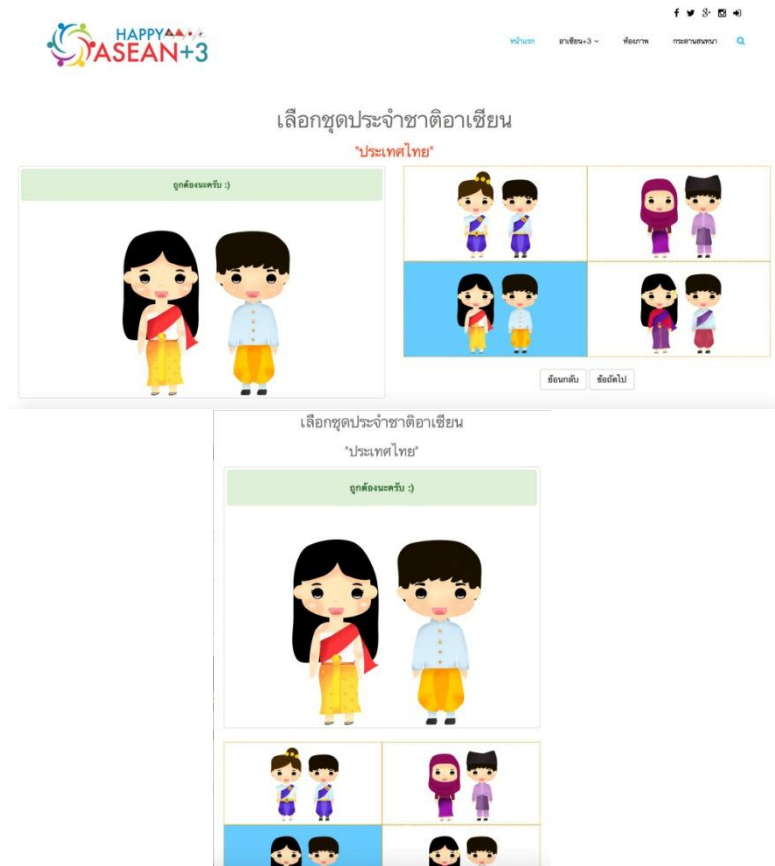 HAPPY
ASEAN+3
หน้าแรก อาเซียน+3 ห้องภาพ กระดานสนทนา
เลือกชุดประจำชาติอาเซียน
"ประเทศไทย"
ถูกต้องนะครับ :)
ย้อนกลับ ข้อถัดไป
เลือกชุดประจำชาติอาเซียน
"ประเทศไทย"
ถูกต้องนะครับ :)